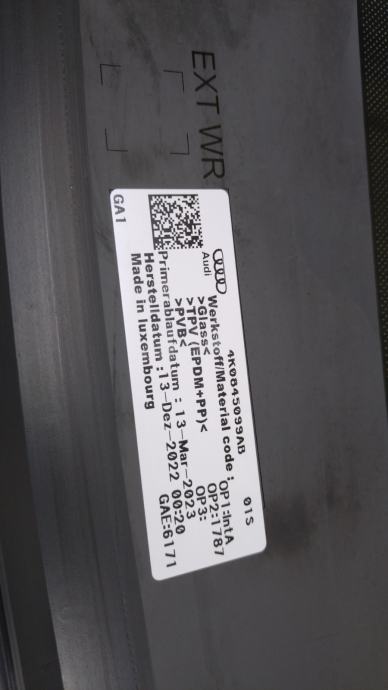 EXT WR
4K0845099AB 01S
Audi
Werkstoff/Material code : OP1:IntA
>Glass< OP2:1787
>TPV (EPDM+PP)< OP3:
>PVB<
Primerablaufdatum : 13-Mar-2023
Herstelldatum :13-Dez-2022 00:20
Made in luxembourg GAE:6171
GA1